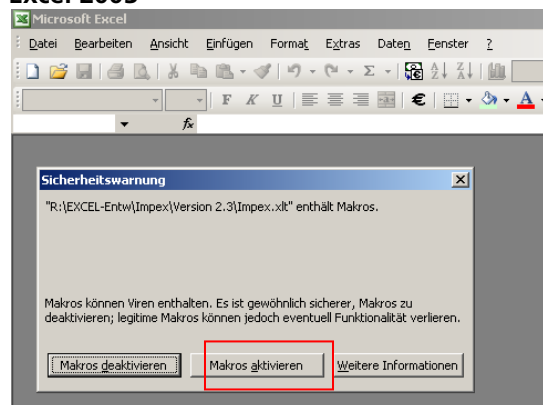 Excel 2003
Microsoft Excel
Datei Bearbeiten Ansicht Einfügen Format Extras Daten Fenster ?
F K U
fx
Sicherheitswarnung
"R:\EXCEL-Entw\Impex\Version 2.3\Impex.xlt" enthält Makros.
Makros können Viren enthalten. Es ist gewöhnlich sicherer, Makros zu
deaktivieren; legitime Makros können jedoch eventuell Funktionalität verlieren.
Makros deaktivieren Makros aktivieren Weitere Informationen